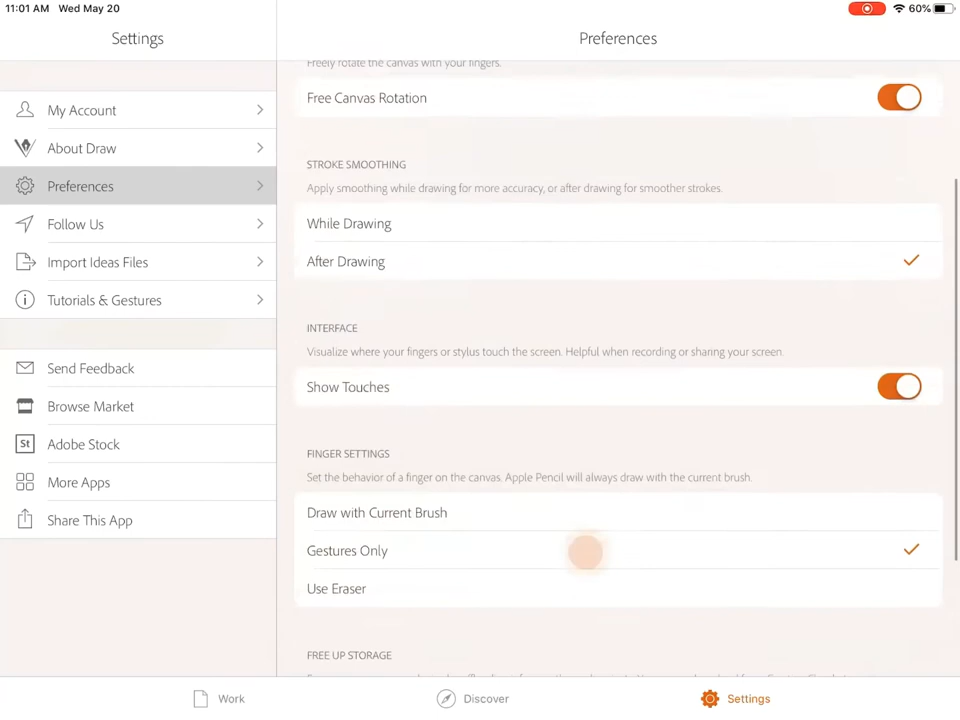 11:01 AM Wed May 20
60%
Settings
Preferences
My Account
About Draw
Preferences
Follow Us
Import Ideas Files
Tutorials & Gestures
Send Feedback
Browse Market
St Adobe Stock
More Apps
Share This App
Freely rotate the canvas with your fingers.
Free Canvas Rotation
STROKE SMOOTHING
Apply smoothing while drawing for more accuracy, or after drawing for smoother strokes.
While Drawing
After Drawing
INTERFACE
Visualize where your fingers or stylus touch the screen. Helpful when recording or sharing your screen.
Show Touches
FINGER SETTINGS
Set the behavior of a finger on the canvas. Apple Pencil will always draw with the current brush.
Draw with Current Brush
Gestures Only
Use Eraser
FREE UP STORAGE
Work
Discover
Settings